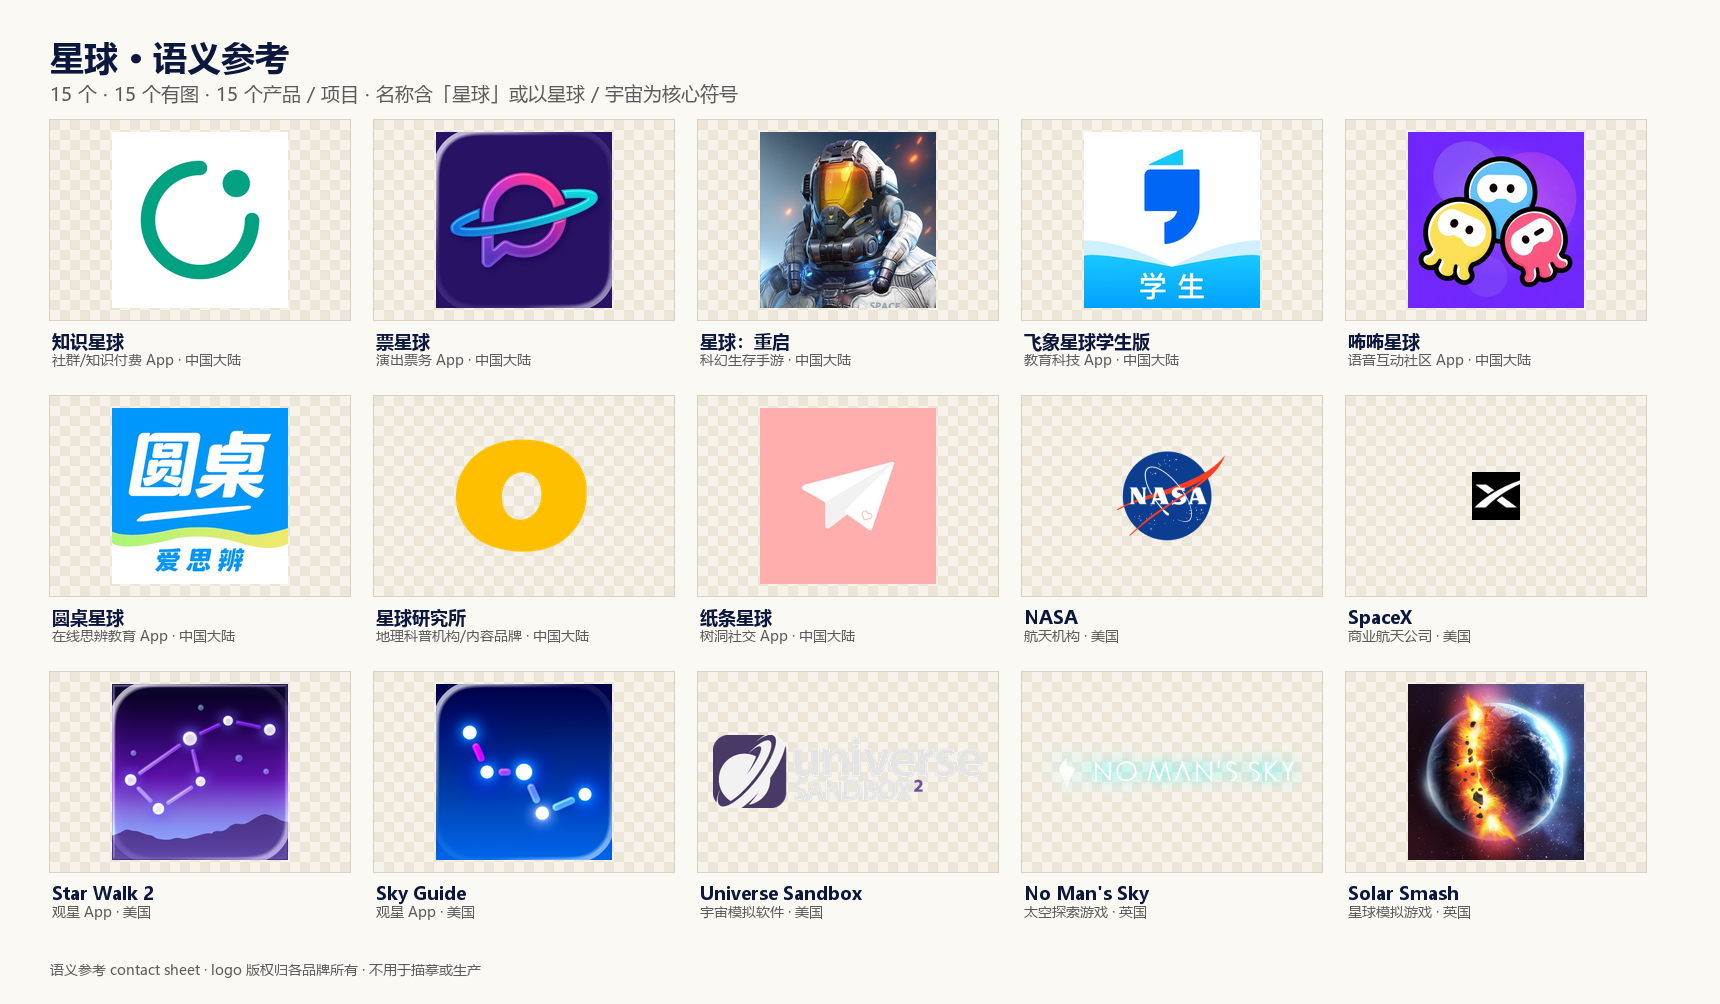 星球 • 语义参考
15 个 · 15 个有图 · 15 个产品 / 项目 · 名称含「星球」或以星球 / 宇宙为核心符号
SPACE
学生
知识星球
社群/知识付费 App · 中国大陆
票星球
演出票务 App · 中国大陆
星球：重启
科幻生存手游 · 中国大陆
飞象星球学生版
教育科技 App · 中国大陆
咘咘星球
语音互动社区 App · 中国大陆
圆桌
爱思辨
NASA
圆桌星球
在线思辨教育 App · 中国大陆
星球研究所
地理科普机构/内容品牌 · 中国大陆
纸条星球
树洞社交 App · 中国大陆
NASA
航天机构 · 美国
SpaceX
商业航天公司 · 美国
universe
SANDBOX 2
NO MAN'S SKY
Star Walk 2
观星 App · 美国
Sky Guide
观星 App · 美国
Universe Sandbox
宇宙模拟软件 · 美国
No Man's Sky
太空探索游戏 · 英国
Solar Smash
星球模拟游戏 · 英国
语义参考 contact sheet · logo 版权归各品牌所有 · 不用于描摹或生产